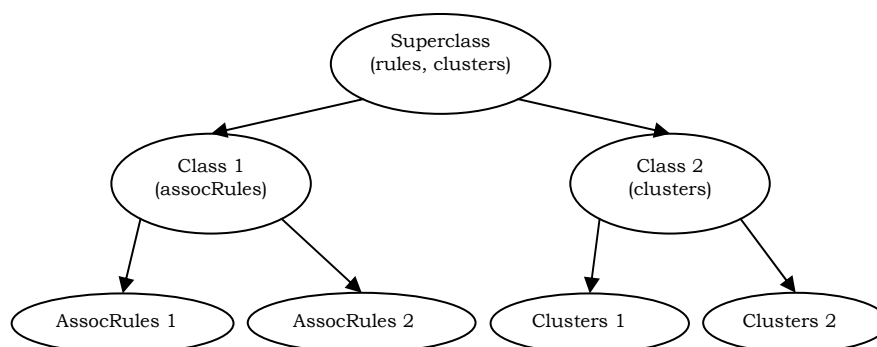 Superclass
(rules, clusters)
Class 1
(assocRules)
Class 2
(clusters)
AssocRules 1
AssocRules 2
Clusters 1
Clusters 2